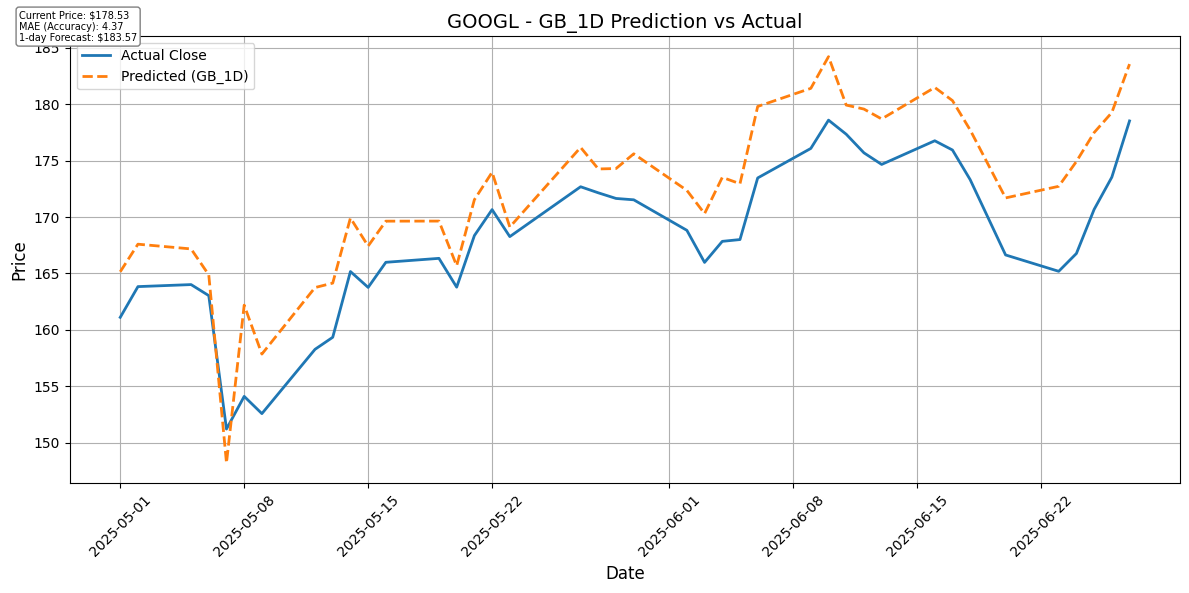 Current Price: $178.53
MAE (Accuracy): 4.37
1-day Forecast: $183.57
GOOGL - GB_1D Prediction vs Actual
Actual Close
Predicted (GB_1D)
Price
185
180
175
170
165
160
155
150
2025-05-01
2025-05-08
2025-05-15
2025-05-22
2025-06-01
2025-06-08
2025-06-15
2025-06-22
Date